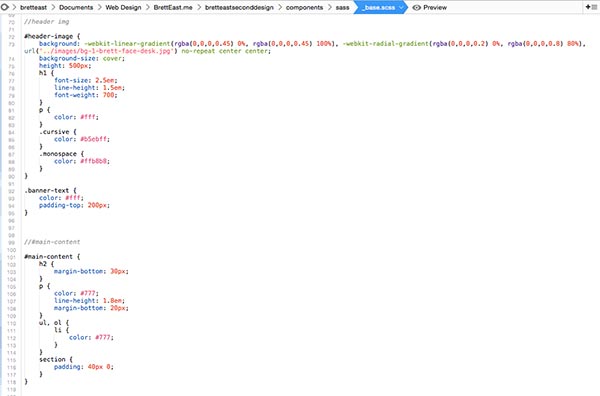 bretteast > Documents > Web Design > BrettEast.me > bretteastseconddesign > components > sass > _base.scss Preview
70
71 //header img
72 #header-image {
73 background: -webkit-linear-gradient(rgba(0,0,0,0.45) 0%, rgba(0,0,0,0.45) 100%), -webkit-radial-gradient(rgba(0,0,0,0.2) 0%, rgba(0,0,0,0.8) 80%),
url("../images/bg-1-brett-face-desk.jpg") no-repeat center center;
74 background-size: cover;
75 height: 500px;
76 h1 {
77 font-size: 2.5em;
78 line-height: 1.5em;
79 font-weight: 700;
80 }
81 p {
82 color: #fff;
83 }
84 .cursive {
85 color: #b5ebff;
86 }
87 .monospace {
88 color: #ffb8b8;
89 }
90 }
91
92 .banner-text {
93 color: #fff;
94 padding-top: 200px;
95 }
96
97
98
99 //#main-content
100
101 #main-content {
102 h2 {
103 margin-bottom: 30px;
104 }
105 p {
106 color: #777;
107 line-height: 1.8em;
108 margin-bottom: 20px;
109 }
110 ul, ol {
111 li {
112 color: #777;
113 }
114 }
115 section {
116 padding: 40px 0;
117 }
118 }
119